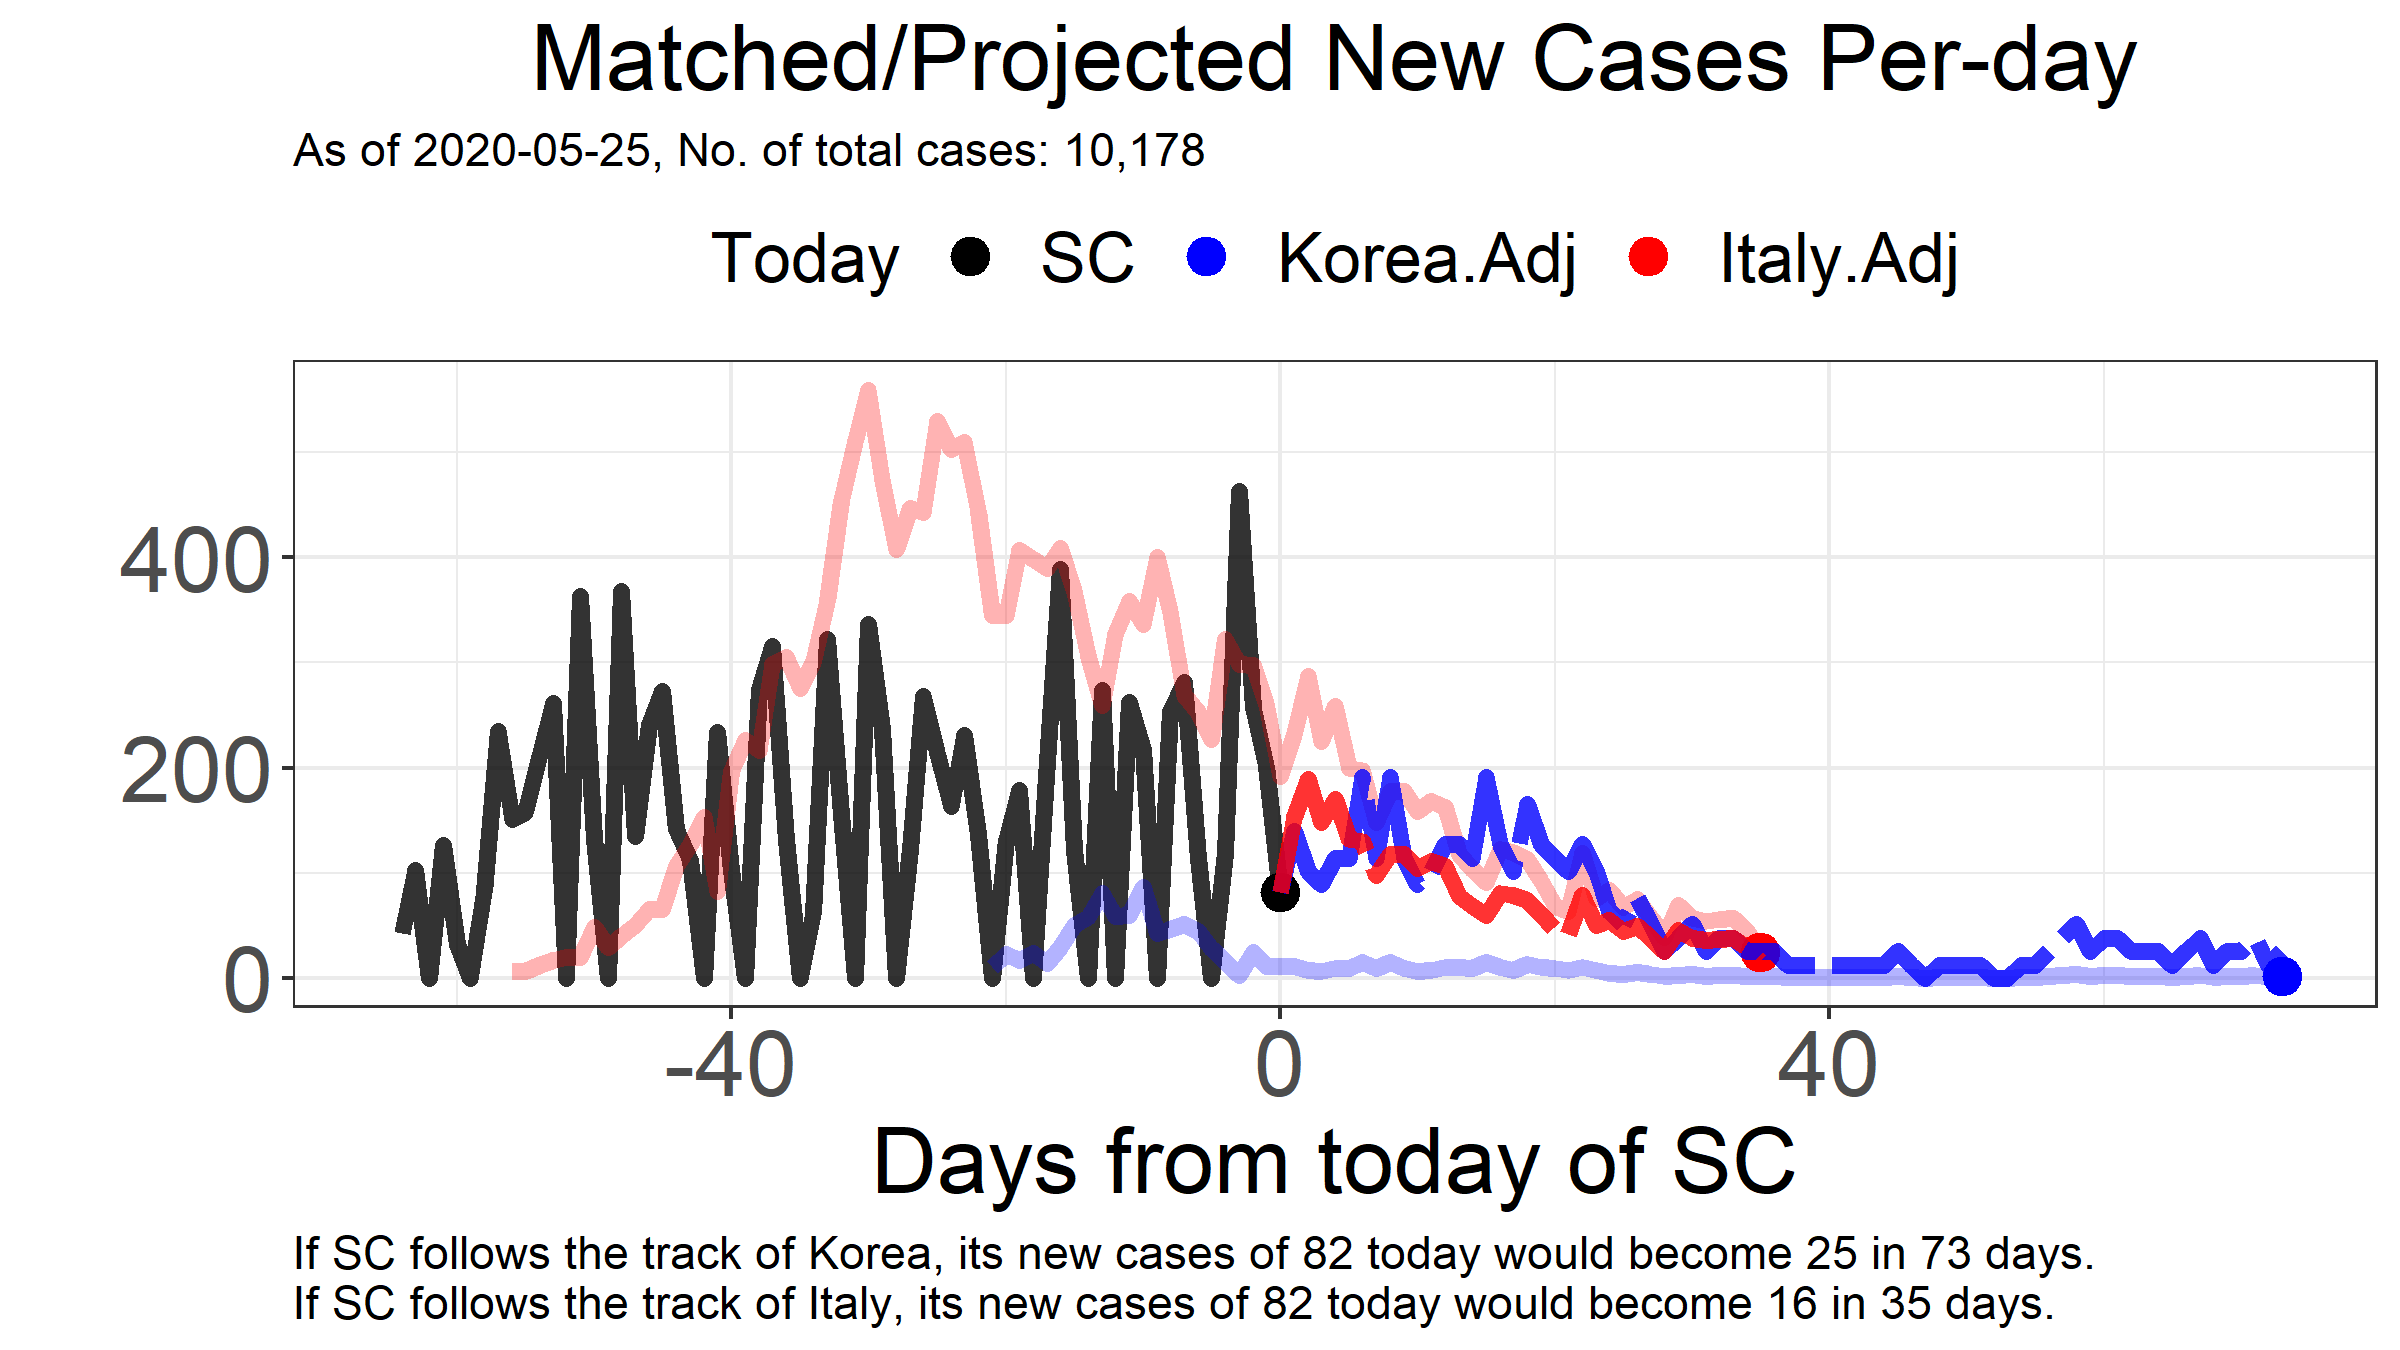 Matched/Projected New Cases Per-day
As of 2020-05-25, No. of total cases: 10,178
Today SC Korea.Adj Italy.Adj
400
200
0
-40 0 40
Days from today of SC
If SC follows the track of Korea, its new cases of 82 today would become 25 in 73 days.
If SC follows the track of Italy, its new cases of 82 today would become 16 in 35 days.